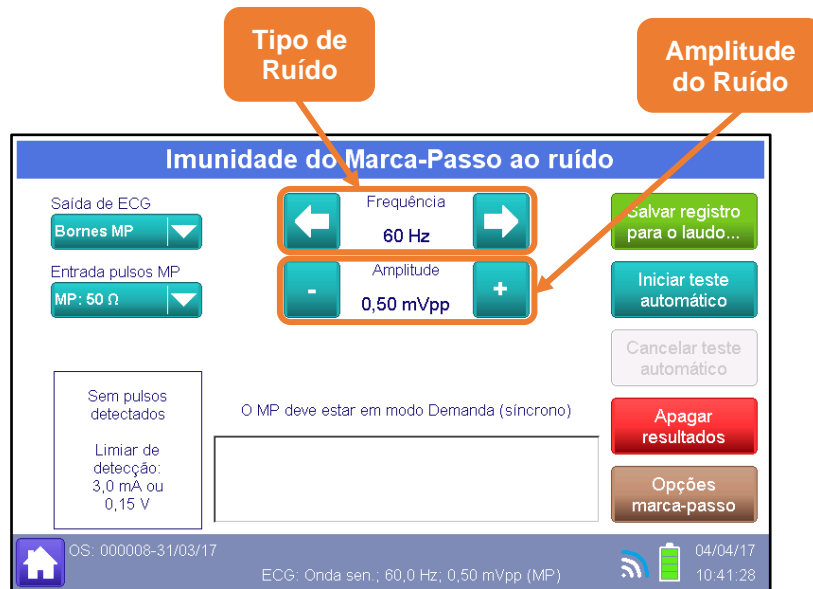 Tipo de
Ruído
Amplitude
do Ruído
Imunidade do Marca-Passo ao ruído
Saída de ECG
Bornes MP
Entrada pulsos MP
MP: 50 Ω
Frequência
60 Hz
Amplitude
-
+
0,50 mVpp
Salvar registro
para o laudo...
Iniciar teste
automático
Cancelar teste
automático
Apagar
resultados
Opções
marca-passo
Sem pulsos
detectados
Limiar de
detecção:
3,0 mA ou
0,15 V
O MP deve estar em modo Demanda (síncrono)
OS: 000008-31/03/17
ECG: Onda sen.; 60,0 Hz; 0,50 mVpp (MP)
04/04/17
10:41:28